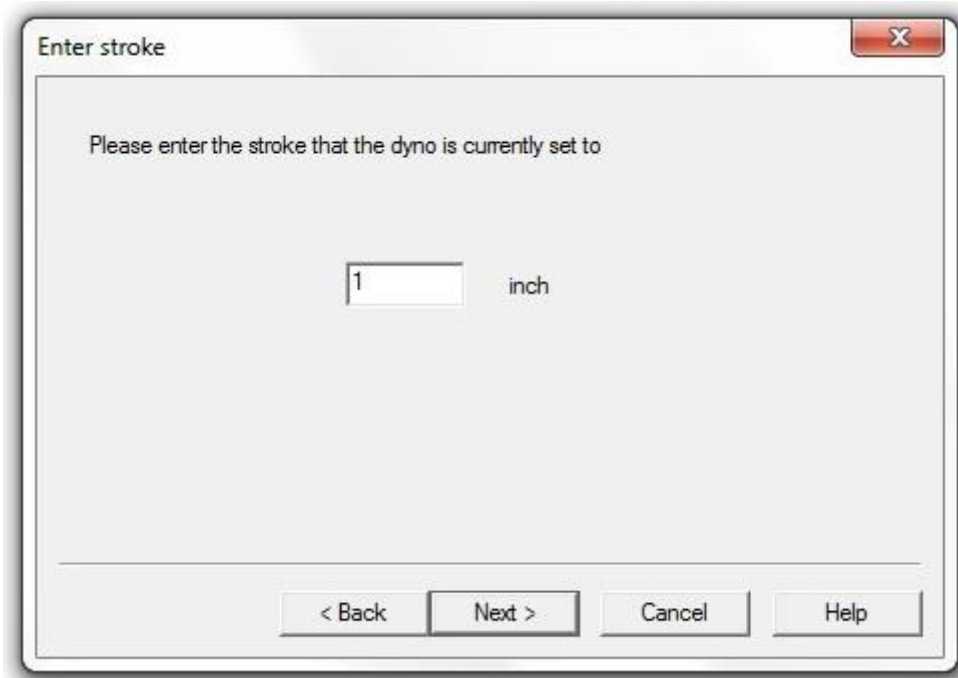 Enter stroke
Please enter the stroke that the dyno is currently set to
1 inch
< Back Next > Cancel Help